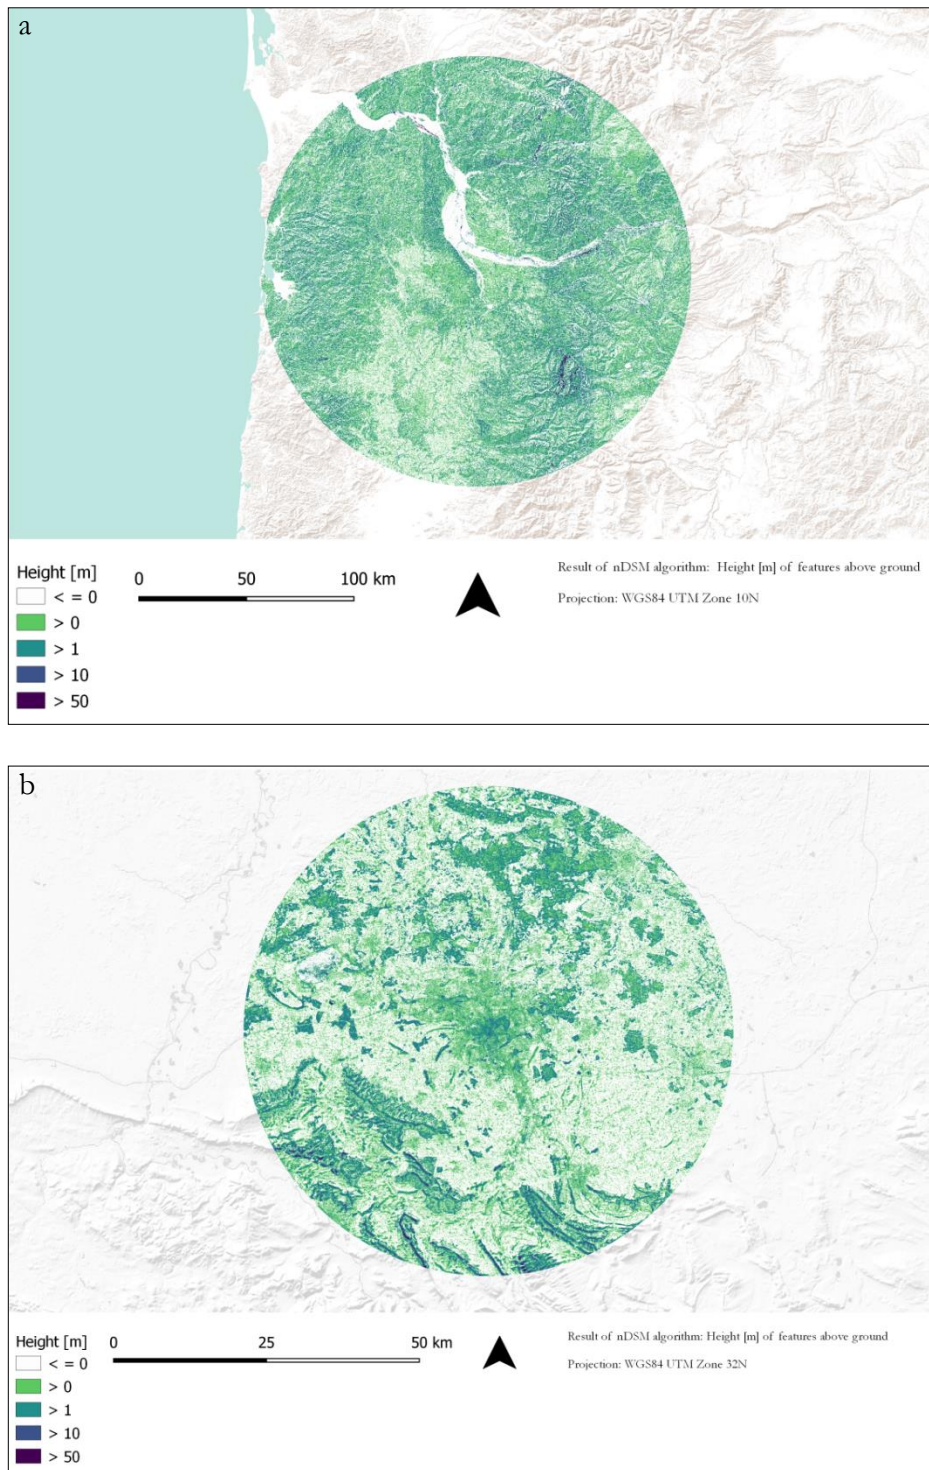 a
Height [m]
< = 0
> 0
> 1
> 10
> 50
0 50 100 km
Result of nDSM algorithm: Height [m] of features above ground
Projection: WGS84 UTM Zone 10N
b
Height [m]
< = 0
> 0
> 1
> 10
> 50
0 25 50 km
Result of nDSM algorithm: Height [m] of features above ground
Projection: WGS84 UTM Zone 32N